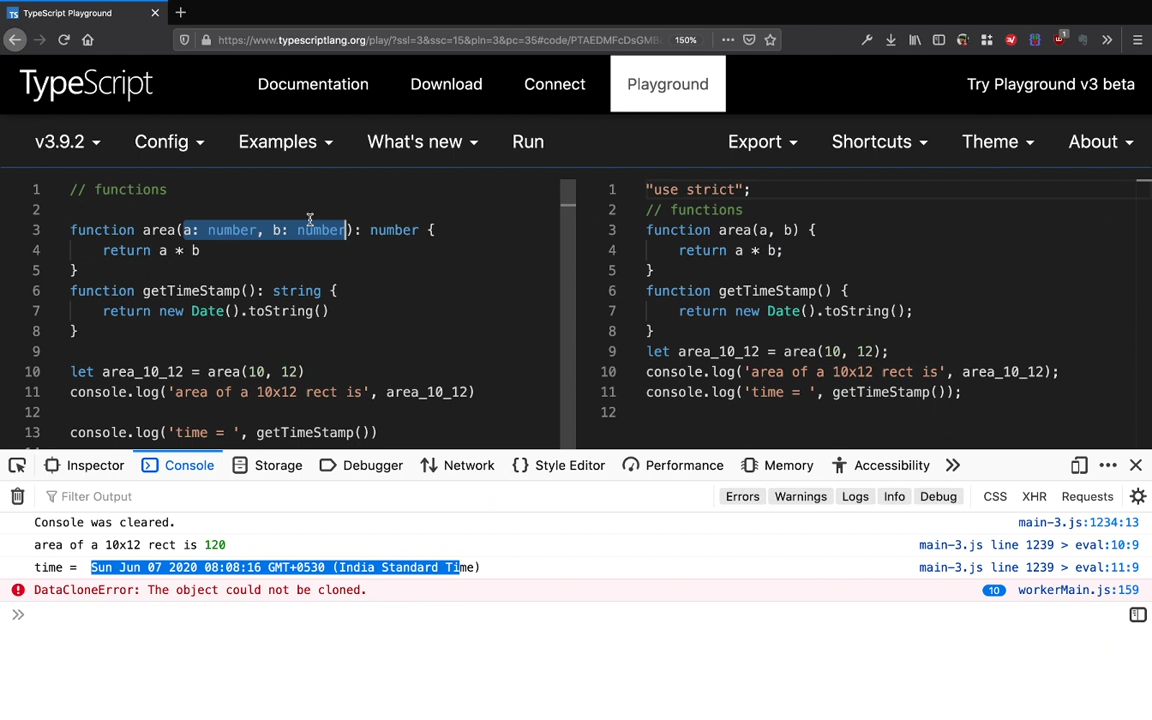 TS TypeScript Playground
https://www.typescriptlang.org/play/?ssl=3&ssc=15&pln=3&pc=35#code/PTAEDMFcDsGMB 150%
TypeScript Documentation Download Connect Playground Try Playground v3 beta
v3.9.2 Config Examples What's new Run Export Shortcuts Theme About
1 // functions
2
3 function area(a: number, b: number): number {
4 return a * b
5 }
6 function getTimeStamp(): string {
7 return new Date().toString()
8 }
9
10 let area_10_12 = area(10, 12)
11 console.log('area of a 10x12 rect is', area_10_12)
12
13 console.log('time = ', getTimeStamp())
1 "use strict";
2 // functions
3 function area(a, b) {
4 return a * b;
5 }
6 function getTimeStamp() {
7 return new Date().toString();
8 }
9 let area_10_12 = area(10, 12);
10 console.log('area of a 10x12 rect is', area_10_12);
11 console.log('time = ', getTimeStamp());
12
Inspector Console Storage Debugger Network {} Style Editor Performance Memory Accessibility
Filter Output Errors Warnings Logs Info Debug CSS XHR Requests
Console was cleared. main-3.js:1234:13
area of a 10x12 rect is 120 main-3.js line 1239 > eval:10:9
time = Sun Jun 07 2020 08:08:16 GMT+0530 (India Standard Time) main-3.js line 1239 > eval:11:9
DataCloneError: The object could not be cloned. 10 workerMain.js:159